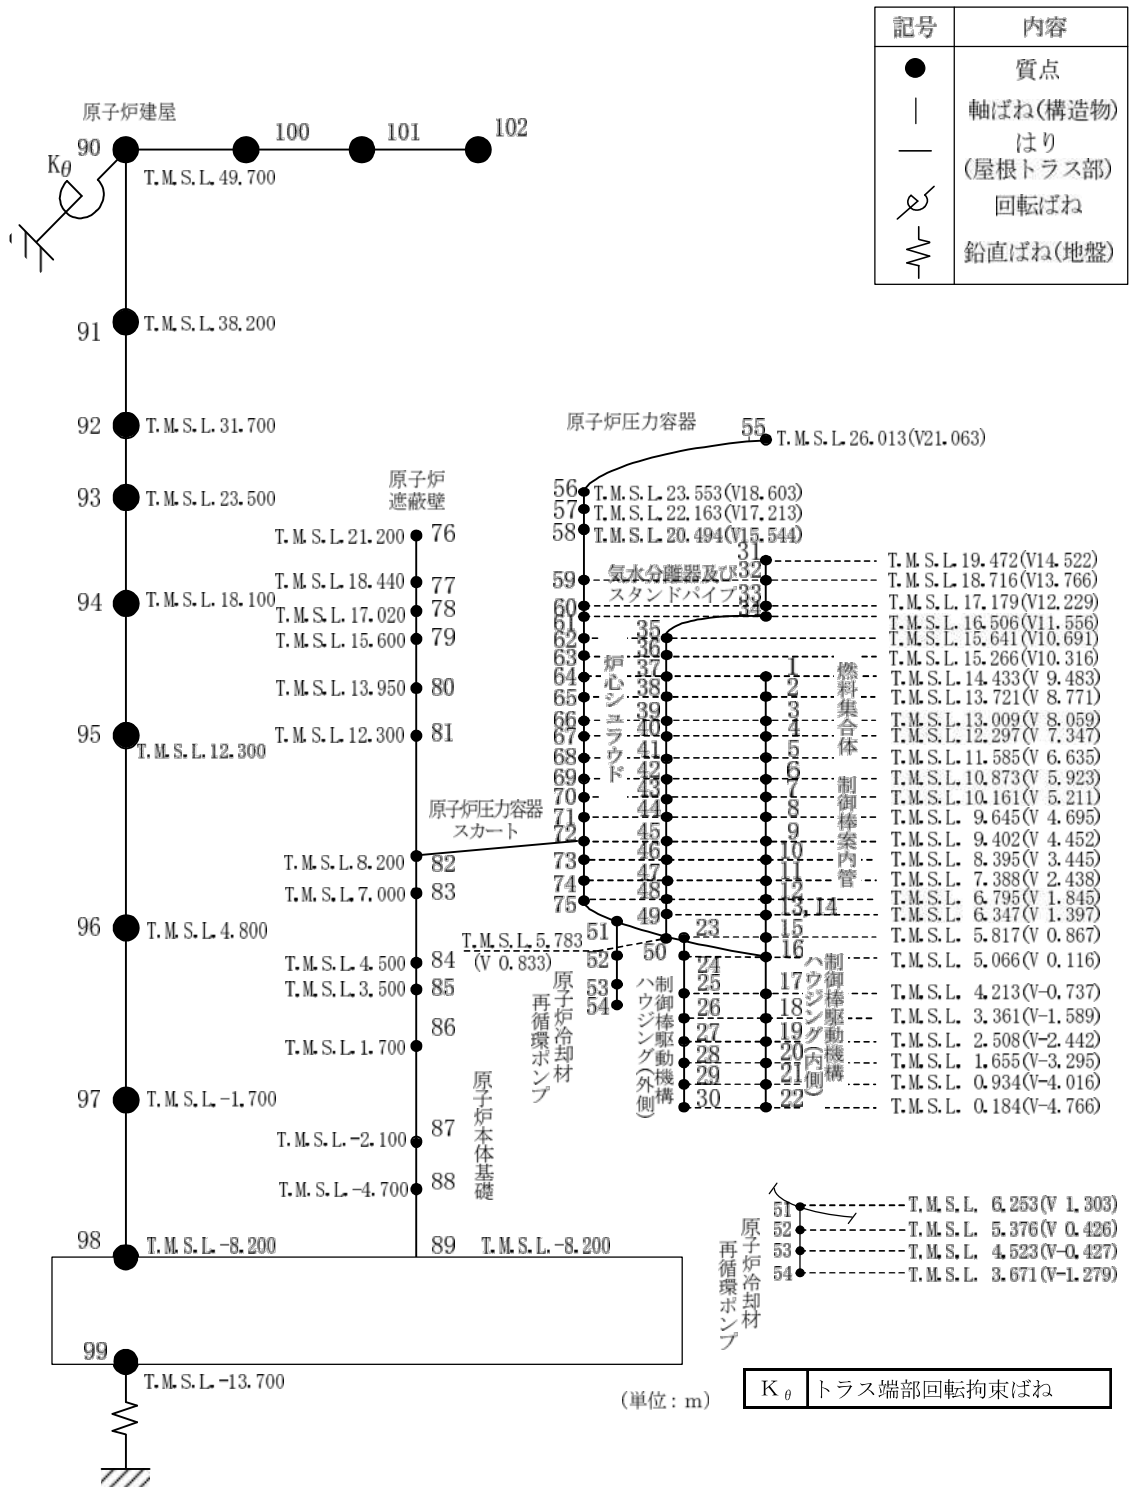 記号 内容
質点
軸ばね(構造物)
はり
(屋根トラス部)
回転ばね
鉛直ばね(地盤)
原子炉建屋
90
100
101
102
Kθ
T.M.S.L.49.700
91
T.M.S.L.38.200
92
T.M.S.L.31.700
93
T.M.S.L.23.500
94
T.M.S.L.18.100
95
T.M.S.L.12.300
96
T.M.S.L.4.800
97
T.M.S.L.-1.700
98
T.M.S.L.-8.200
99
T.M.S.L.-13.700
原子炉
遮蔽壁
T.M.S.L.21.200 76
T.M.S.L.18.440 77
T.M.S.L.17.020 78
T.M.S.L.15.600 79
T.M.S.L.13.950 80
T.M.S.L.12.300 81
原子炉圧力容器
スカート
T.M.S.L.8.200 82
T.M.S.L.7.000 83
T.M.S.L.4.500 84
T.M.S.L.3.500 85
86
T.M.S.L.1.700
T.M.S.L.-2.100 87
T.M.S.L.-4.700 88
89 T.M.S.L.-8.200
原子炉本体基礎
原子炉圧力容器
55
T.M.S.L.26.013(V21.063)
56 T.M.S.L.23.553(V18.603)
57 T.M.S.L.22.163(V17.213)
58 T.M.S.L.20.494(V15.544)
59
60
61
62
63
64
65
66
67
68
69
70
71
72
73
74
75
気水分離器及び
スタンドパイプ
31
32
33
34
炉心シュラウド
35
36
37
38
39
40
41
42
43
44
45
46
47
48
49
50
T.M.S.L.5.783
(V 0.833)
1
2
3
4
5
6
7
8
9
10
11
12
13,14
15
16
17
18
19
20
21
22
23
24
25
26
27
28
29
30
51
52
53
54
燃料集合体
制御棒案内管
制御棒駆動機構
ハウジング(内側)
制御棒駆動機構
ハウジング(外側)
原子炉冷却材
再循環ポンプ
T.M.S.L.19.472(V14.522)
T.M.S.L.18.716(V13.766)
T.M.S.L.17.179(V12.229)
T.M.S.L.16.506(V11.556)
T.M.S.L.15.641(V10.691)
T.M.S.L.15.266(V10.316)
T.M.S.L.14.433(V 9.483)
T.M.S.L.13.721(V 8.771)
T.M.S.L.13.009(V 8.059)
T.M.S.L.12.297(V 7.347)
T.M.S.L.11.585(V 6.635)
T.M.S.L.10.873(V 5.923)
T.M.S.L.10.161(V 5.211)
T.M.S.L. 9.645(V 4.695)
T.M.S.L. 9.402(V 4.452)
T.M.S.L. 8.395(V 3.445)
T.M.S.L. 7.388(V 2.438)
T.M.S.L. 6.795(V 1.845)
T.M.S.L. 6.347(V 1.397)
T.M.S.L. 5.817(V 0.867)
T.M.S.L. 5.066(V 0.116)
T.M.S.L. 4.213(V-0.737)
T.M.S.L. 3.361(V-1.589)
T.M.S.L. 2.508(V-2.442)
T.M.S.L. 1.655(V-3.295)
T.M.S.L. 0.934(V-4.016)
T.M.S.L. 0.184(V-4.766)
51 T.M.S.L. 6.253(V 1.303)
52 T.M.S.L. 5.376(V 0.426)
53 T.M.S.L. 4.523(V-0.427)
54 T.M.S.L. 3.671(V-1.279)
原子炉冷却材
再循環ポンプ
(単位：m)
Kθ トラス端部回転拘束ばね